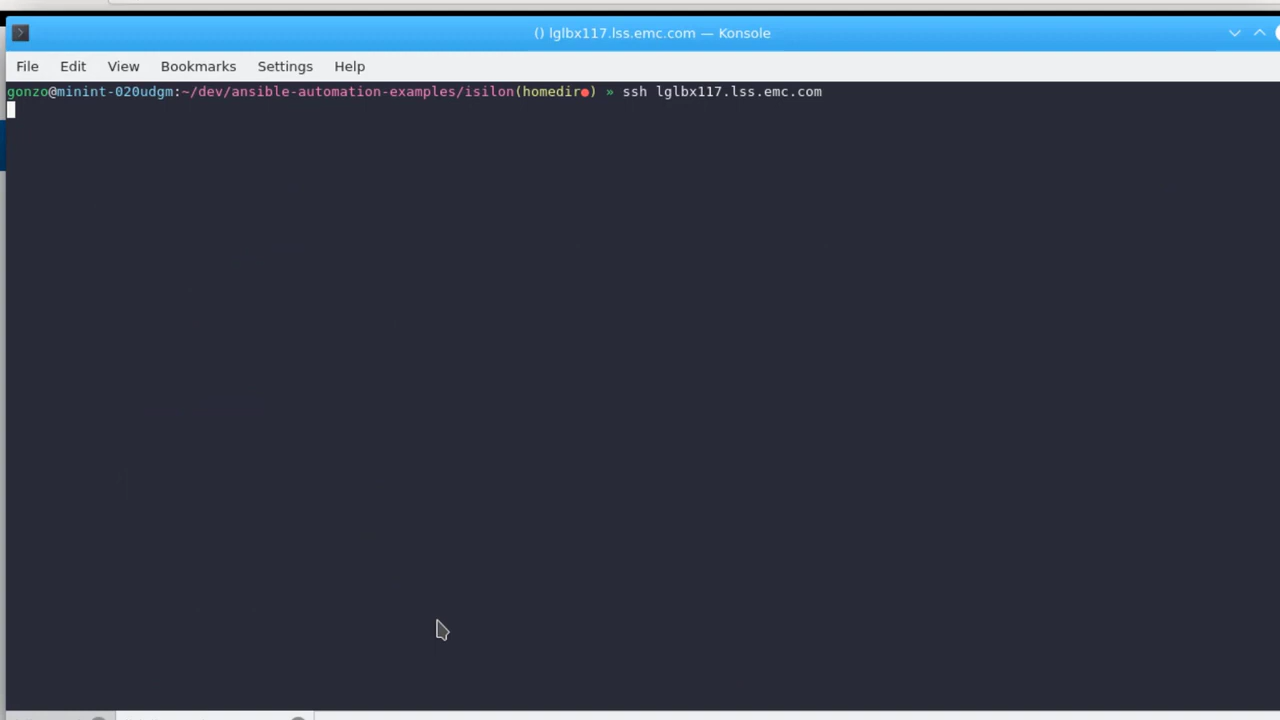 () lglbx117.lss.emc.com — Konsole
File Edit View Bookmarks Settings Help
gonzo@minint-020udgm:~/dev/ansible-automation-examples/isilon(homedir●) » ssh lglbx117.lss.emc.com